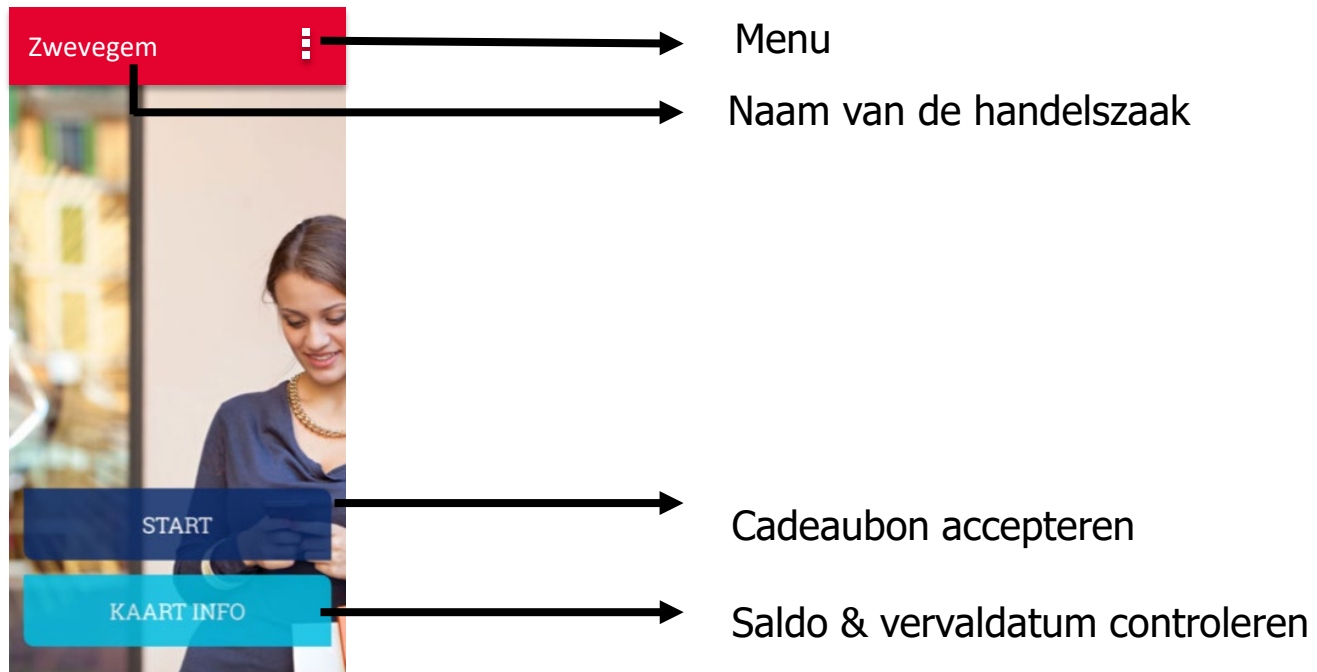 Zwevegem
Menu
Naam van de handelszaak
START
Cadeaubon accepteren
KAART INFO
Saldo & vervaldatum controleren